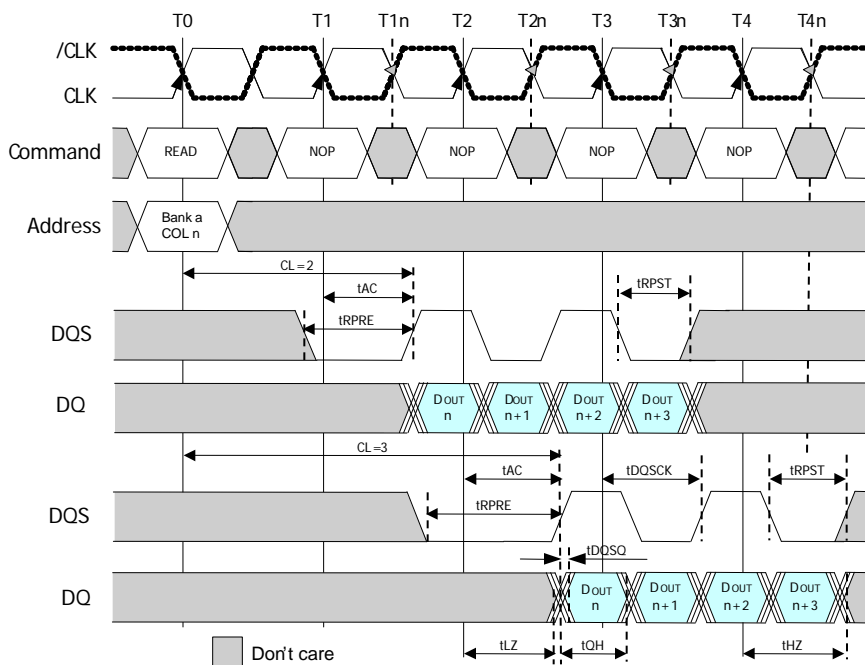 T0 T1 T1n T2 T2n T3 T3n T4 T4n
/CLK
CLK
Command READ NOP NOP NOP NOP
Address Bank a
COL n
CL=2
tAC
tRPRE
tRPST
DQS
DQ DOUT n DOUT n+1 DOUT n+2 DOUT n+3
CL=3
tAC tDQSCK tRPST
tRPRE
DQS
tDQSQ
DQ DOUT n DOUT n+1 DOUT n+2 DOUT n+3
tLZ tQH tHZ
Don't care